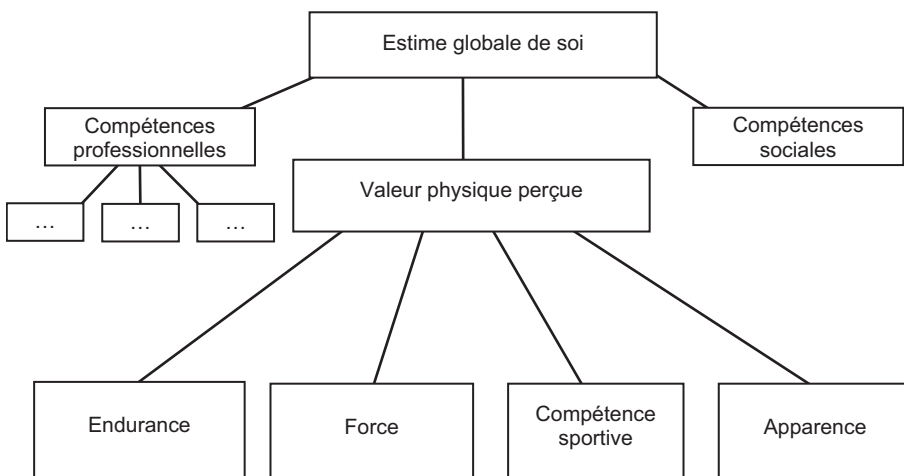 Estime globale de soi
Compétences
professionnelles
Compétences
sociales
Valeur physique perçue
…
…
…
Endurance
Force
Compétence
sportive
Apparence